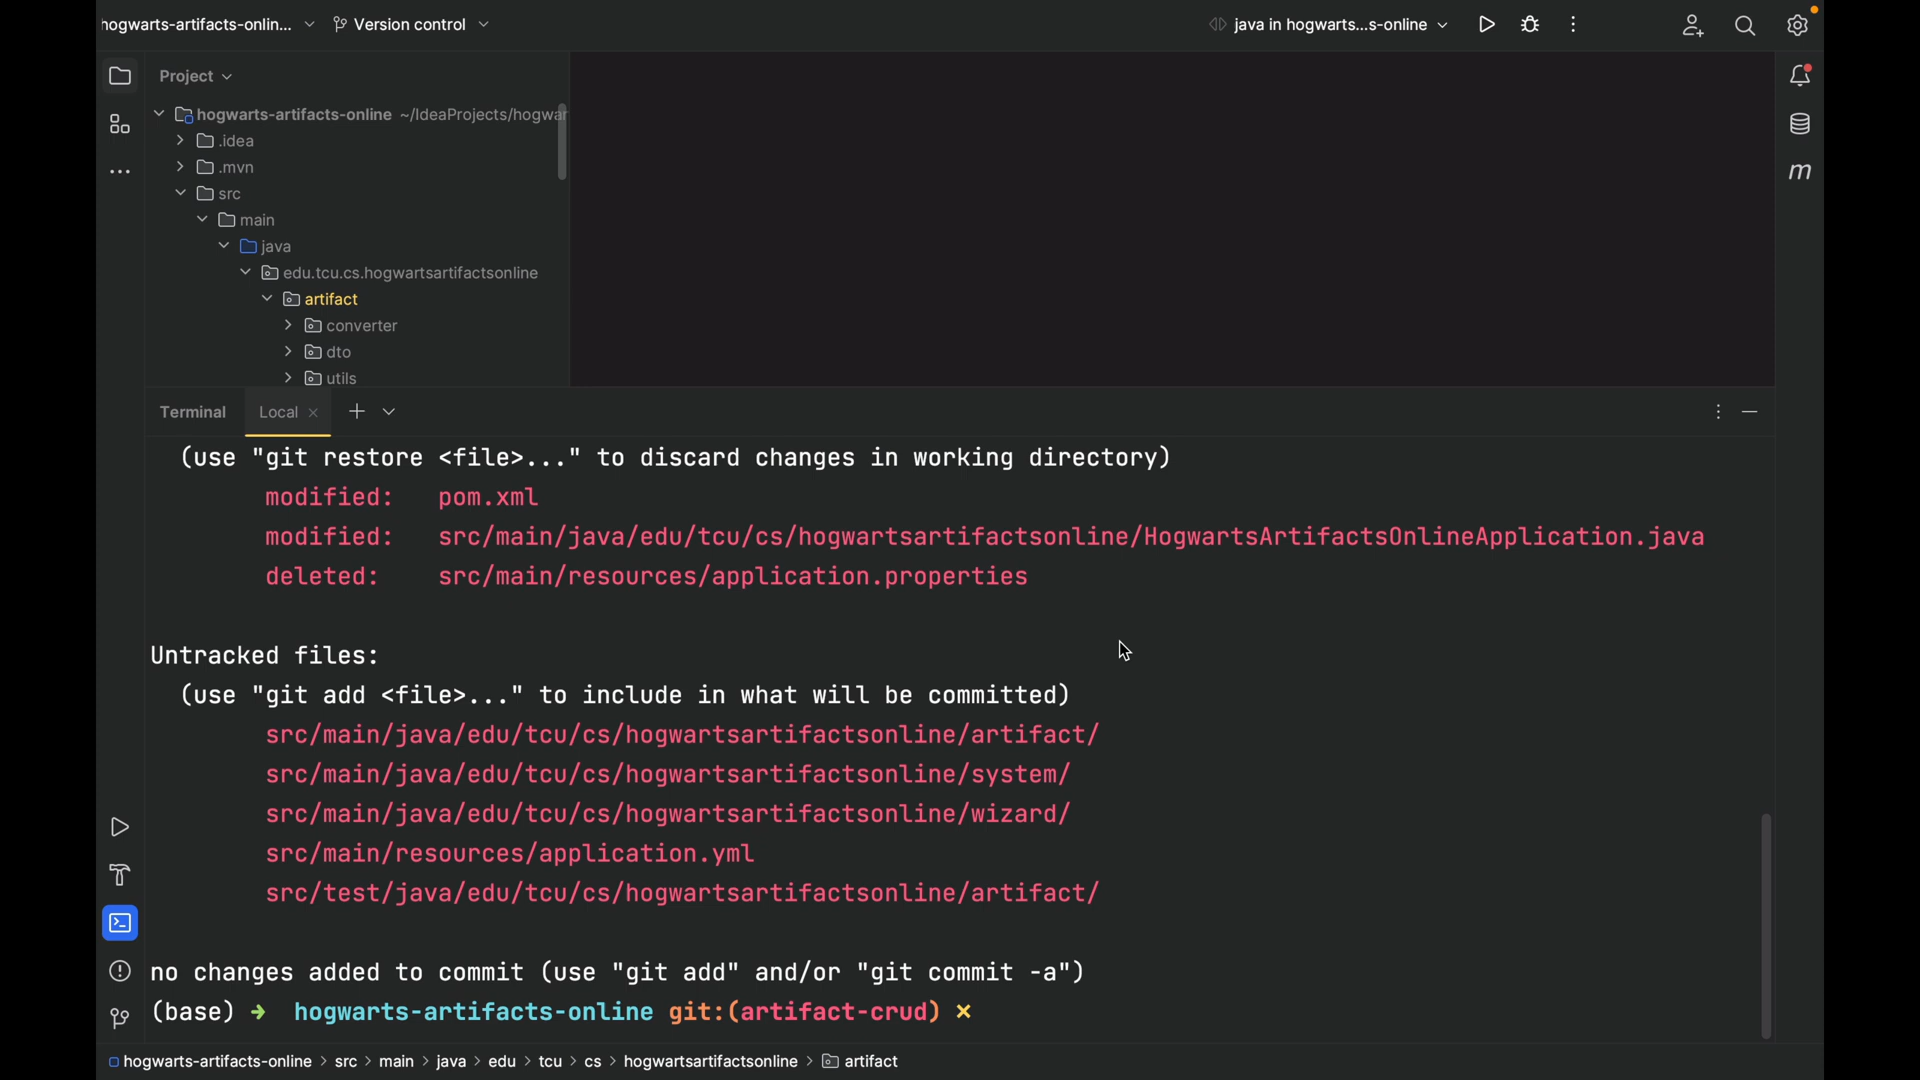 hogwarts-artifacts-onlin...
Version control
java in hogwarts...s-online
Project
hogwarts-artifacts-online ~/IdeaProjects/hogwar
.idea
.mvn
src
main
java
edu.tcu.cs.hogwartsartifactsonline
artifact
converter
dto
utils
Terminal Local
(use "git restore <file>..." to discard changes in working directory)
modified: pom.xml
modified: src/main/java/edu/tcu/cs/hogwartsartifactsonline/HogwartsArtifactsOnlineApplication.java
deleted: src/main/resources/application.properties
Untracked files:
(use "git add <file>..." to include in what will be committed)
src/main/java/edu/tcu/cs/hogwartsartifactsonline/artifact/
src/main/java/edu/tcu/cs/hogwartsartifactsonline/system/
src/main/java/edu/tcu/cs/hogwartsartifactsonline/wizard/
src/main/resources/application.yml
src/test/java/edu/tcu/cs/hogwartsartifactsonline/artifact/
no changes added to commit (use "git add" and/or "git commit -a")
(base) ➜ hogwarts-artifacts-online git:(artifact-crud) ✗
hogwarts-artifacts-online > src > main > java > edu > tcu > cs > hogwartsartifactsonline > artifact